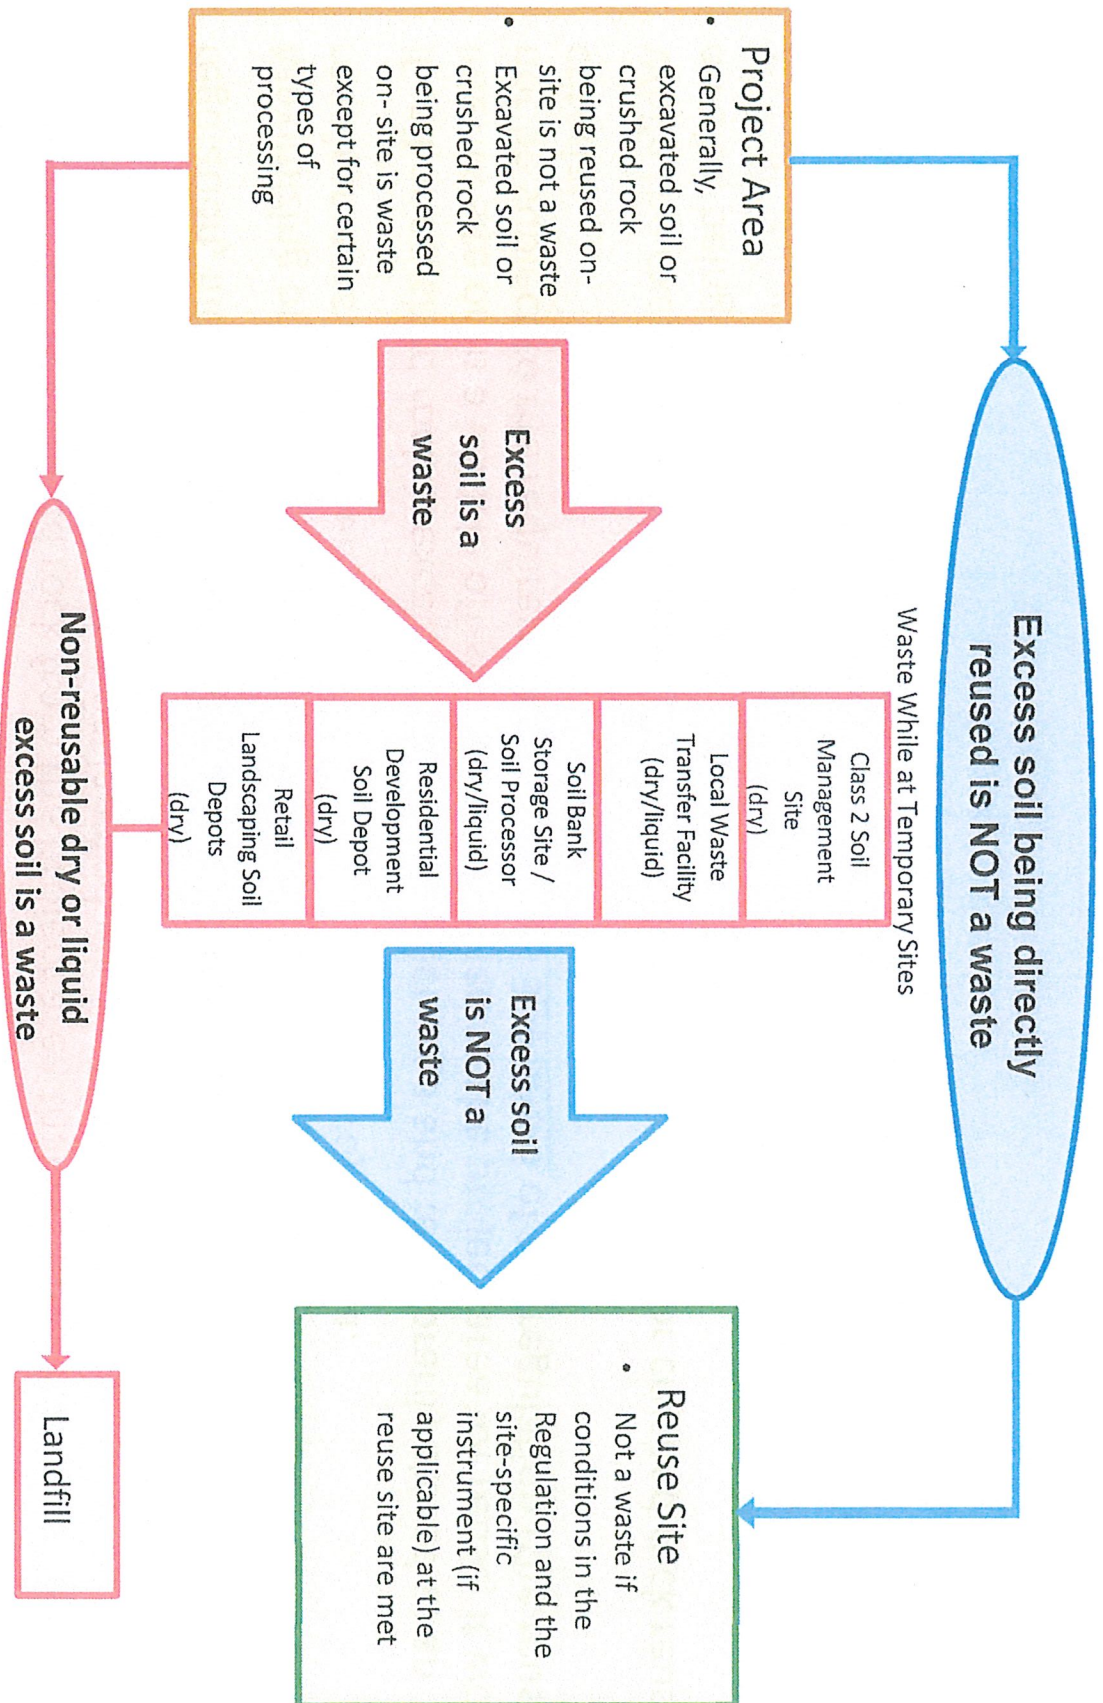 Project Area
• Generally,
excavated soil or
crushed rock
being reused on-
site is not a waste
• Excavated soil or
crushed rock
being processed
on- site is waste
except for certain
types of
processing
Excess soil being directly
reused is NOT a waste
Excess
soil is a
waste
Waste While at Temporary Sites
Class 2 Soil
Management
Site
(dry)
Local Waste
Transfer Facility
(dry/liquid)
Soil Bank
Storage Site /
Soil Processor
(dry/liquid)
Residential
Development
Soil Depot
(dry)
Retail
Landscaping Soil
Depots
(dry)
Excess soil
is NOT a
waste
Reuse Site
• Not a waste if
conditions in the
Regulation and the
site-specific
instrument (if
applicable) at the
reuse site are met
Non-reusable dry or liquid
excess soil is a waste
Landfill